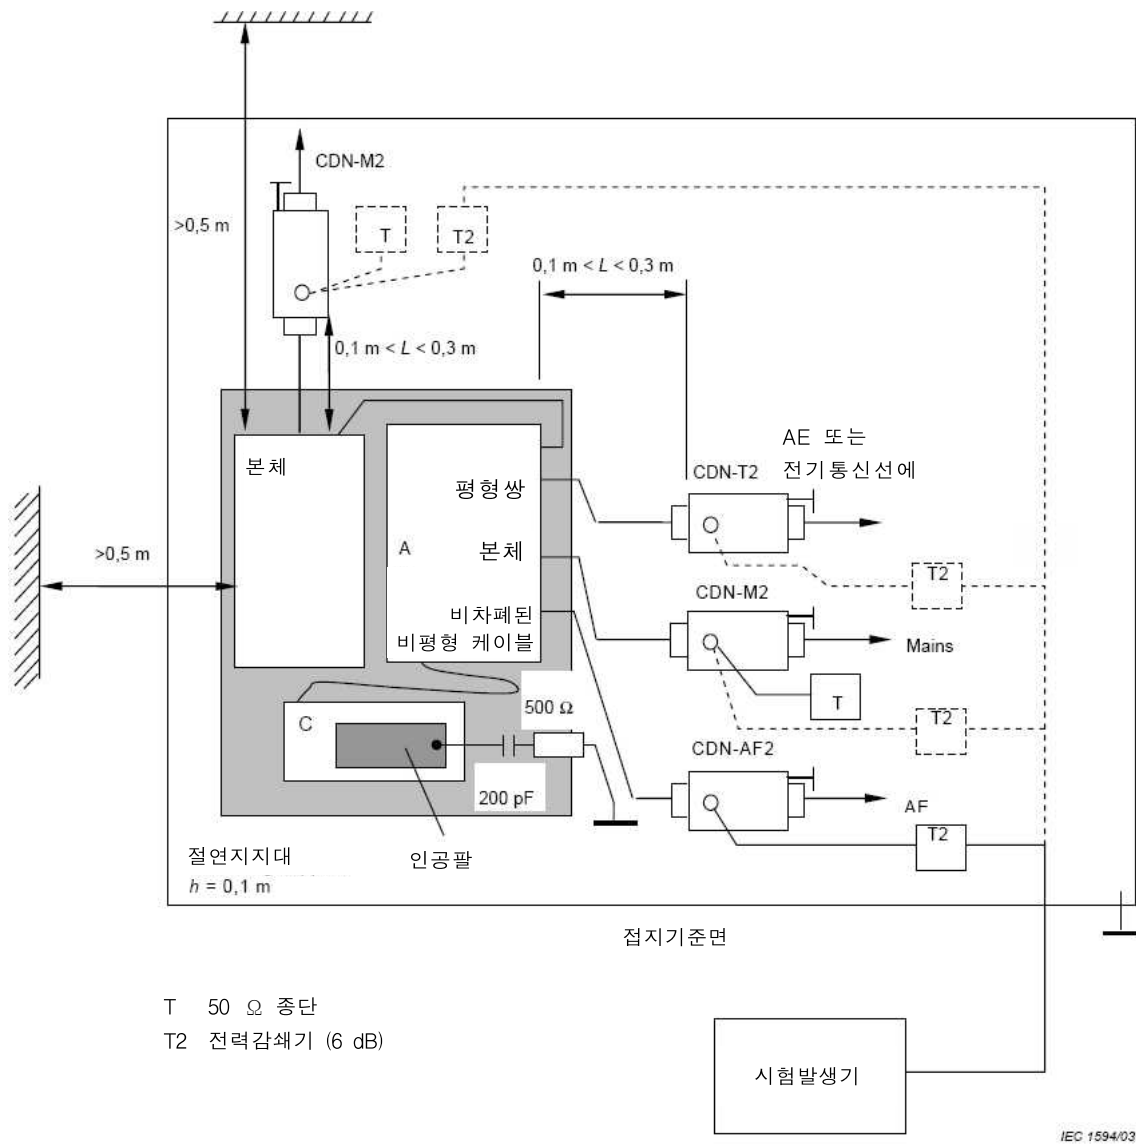 CDN-M2
>0,5 m
T
T2
0,1 m < L < 0,3 m
0,1 m < L < 0,3 m
본체
AE 또는
전기통신선에
CDN-T2
평형쌍
A
본체
>0,5 m
T2
CDN-M2
비차폐된
비평형 케이블
Mains
T
500 Ω
T2
C
CDN-AF2
200 pF
AF
T2
절연지지대
h = 0,1 m
인공팔
접지기준면
T 50 Ω 종단
T2 전력감쇄기 (6 dB)
시험발생기
IEC 1594/03